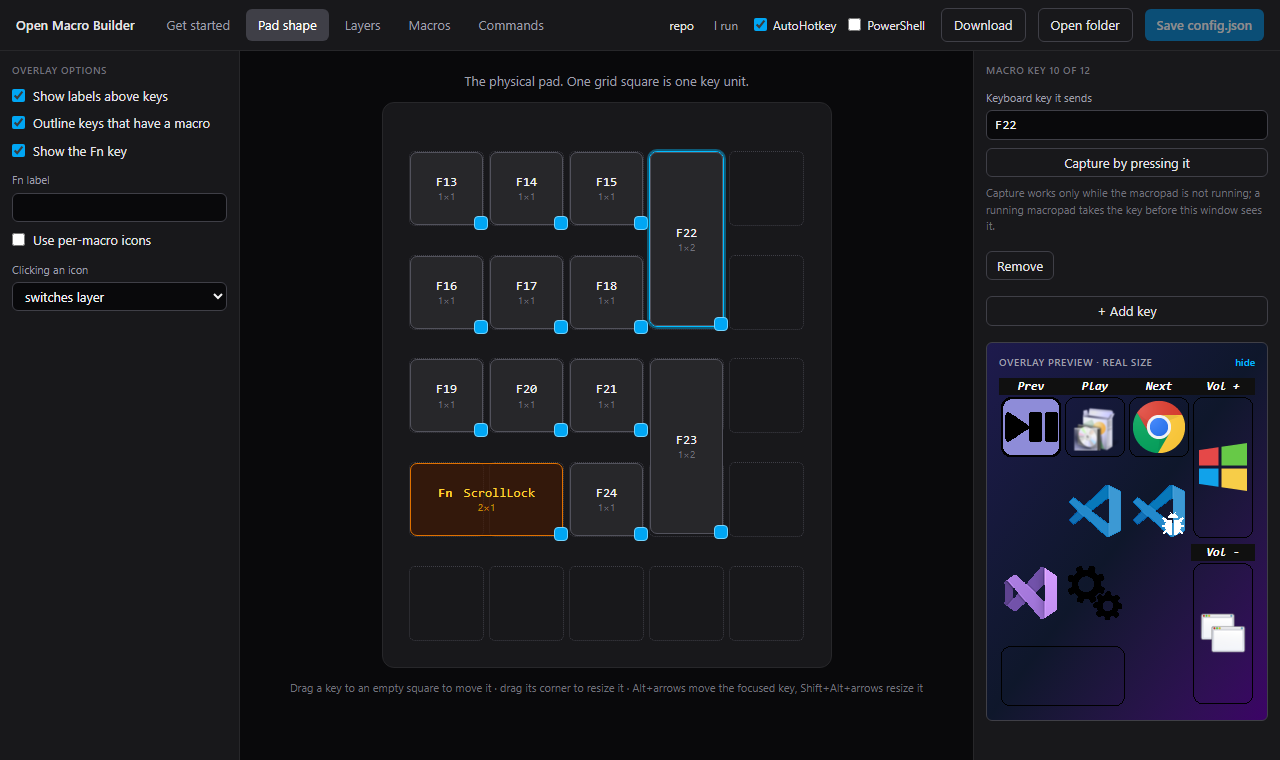 Open Macro Builder
Get started
Pad shape
Layers
Macros
Commands
repo
I run
AutoHotkey
PowerShell
Download
Open folder
Save config.json
OVERLAY OPTIONS
Show labels above keys
Outline keys that have a macro
Show the Fn key
Fn label
Use per-macro icons
Clicking an icon
switches layer
The physical pad. One grid square is one key unit.
F13
1×1
F14
1×1
F15
1×1
F22
1×2
F16
1×1
F17
1×1
F18
1×1
F19
1×1
F20
1×1
F21
1×1
F23
1×2
Fn ScrollLock
2×1
F24
1×1
Drag a key to an empty square to move it · drag its corner to resize it · Alt+arrows move the focused key, Shift+Alt+arrows resize it
MACRO KEY 10 OF 12
Keyboard key it sends
F22
Capture by pressing it
Capture works only while the macropad is not running; a
running macropad takes the key before this window sees
it.
Remove
+ Add key
OVERLAY PREVIEW · REAL SIZE
hide
Prev
Play
Next
Vol +
Vol -